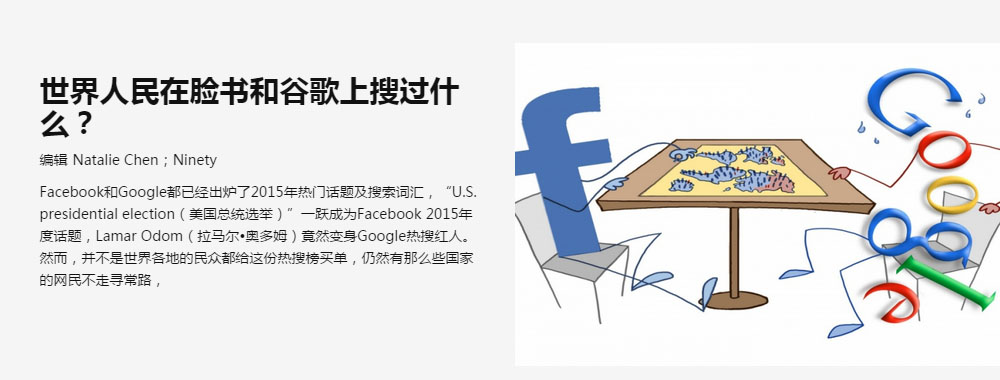 世界人民在脸书和谷歌上搜过什
么？
编辑 Natalie Chen；Ninety
Facebook和Google都已经出炉了2015年热门话题及搜索词汇，“U.S.
presidential election（美国总统选举）”一跃成为Facebook 2015年
度话题，Lamar Odom（拉马尔•奥多姆）竟然变身Google热搜红人。
然而，并不是世界各地的民众都给这份热搜榜买单，仍然有那么些国家
的网民不走寻常路，
f
Google